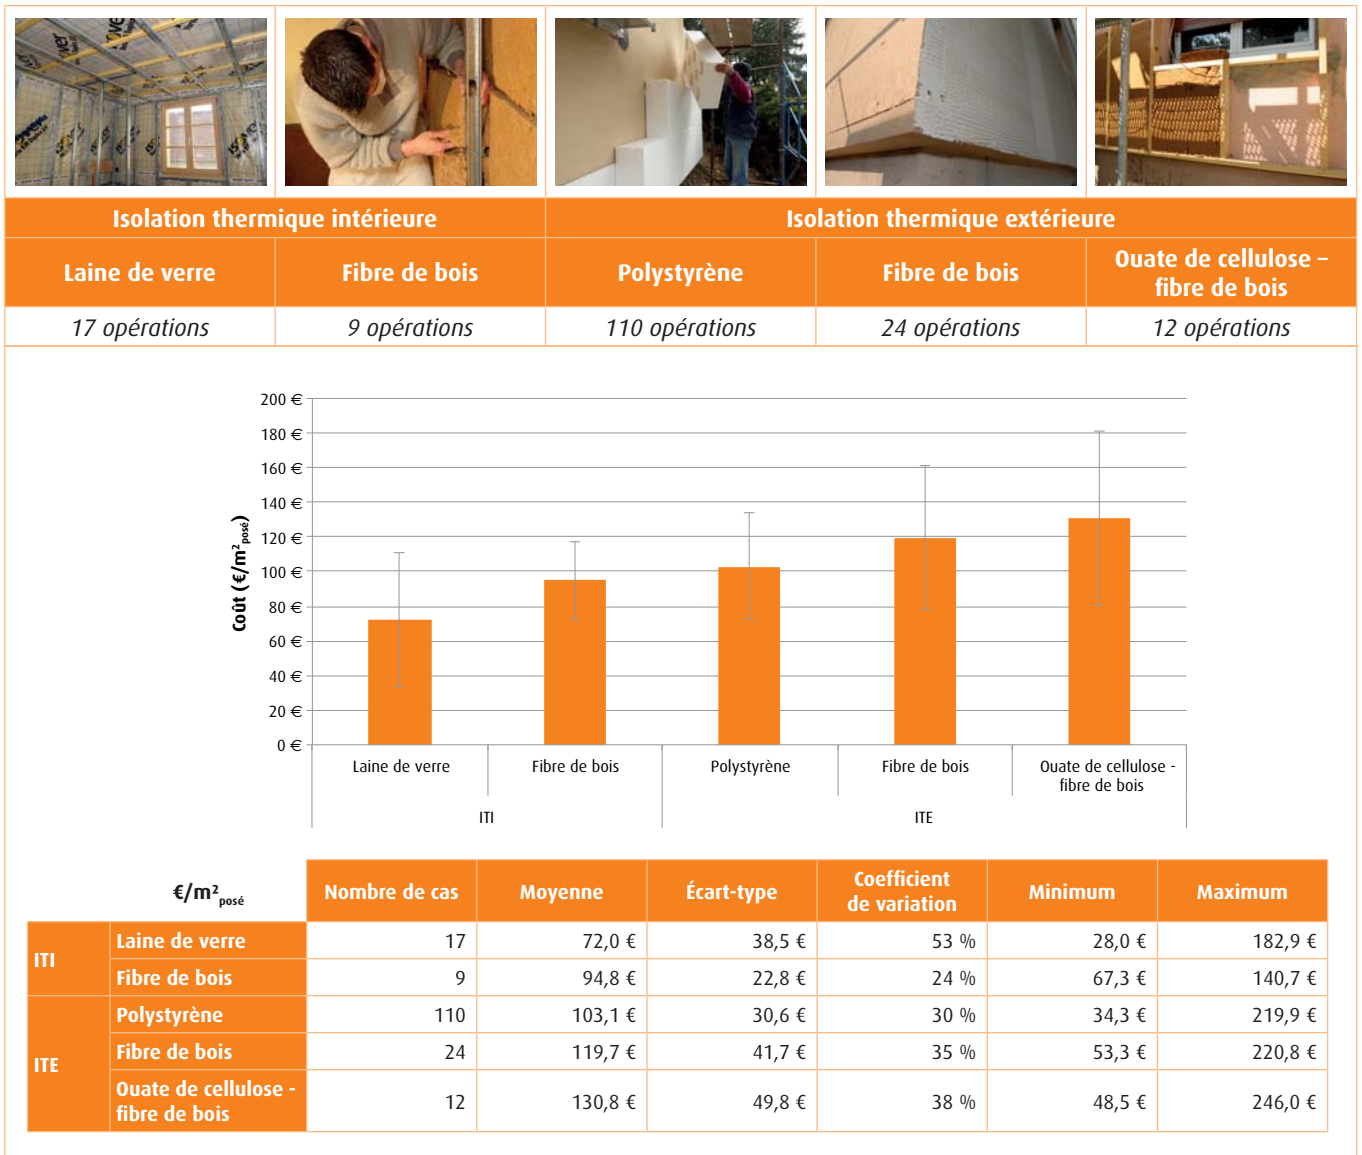 Isolation thermique intérieure
Isolation thermique extérieure
Laine de verre
Fibre de bois
Polystyrène
Fibre de bois
Ouate de cellulose –
fibre de bois
17 opérations
9 opérations
110 opérations
24 opérations
12 opérations
Coût (€/m² posé)
200 €
180 €
160 €
140 €
120 €
100 €
80 €
60 €
40 €
20 €
0 €
Laine de verre
Fibre de bois
Polystyrène
Fibre de bois
Ouate de cellulose -
fibre de bois
ITI
ITE
€/m² posé
Nombre de cas
Moyenne
Écart-type
Coefficient
de variation
Minimum
Maximum
ITI
Laine de verre 17 72,0 € 38,5 € 53 % 28,0 € 182,9 €
Fibre de bois 9 94,8 € 22,8 € 24 % 67,3 € 140,7 €
ITE
Polystyrène 110 103,1 € 30,6 € 30 % 34,3 € 219,9 €
Fibre de bois 24 119,7 € 41,7 € 35 % 53,3 € 220,8 €
Ouate de cellulose -
fibre de bois 12 130,8 € 49,8 € 38 % 48,5 € 246,0 €